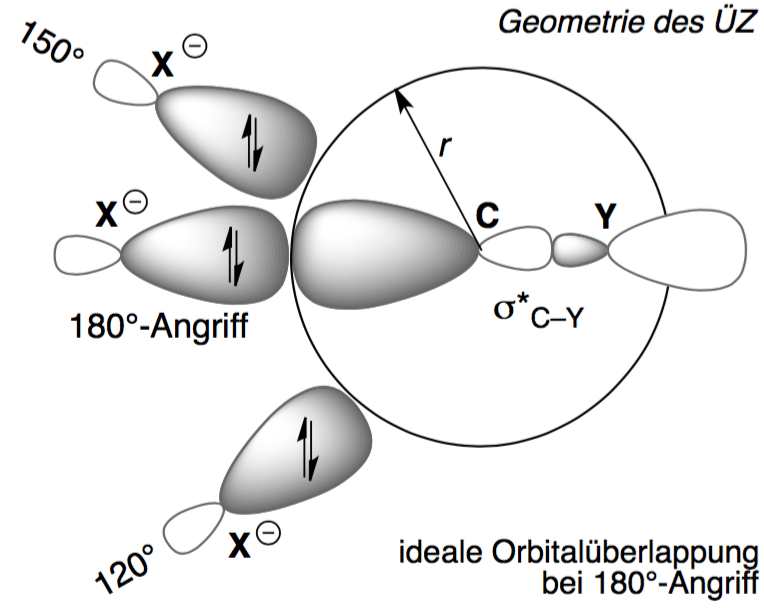 Geometrie des ÜZ
150°
X⊖
r
X⊖
C
Y
180°-Angriff
σ*C–Y
X⊖
120°
ideale Orbitalüberlappung
bei 180°-Angriff